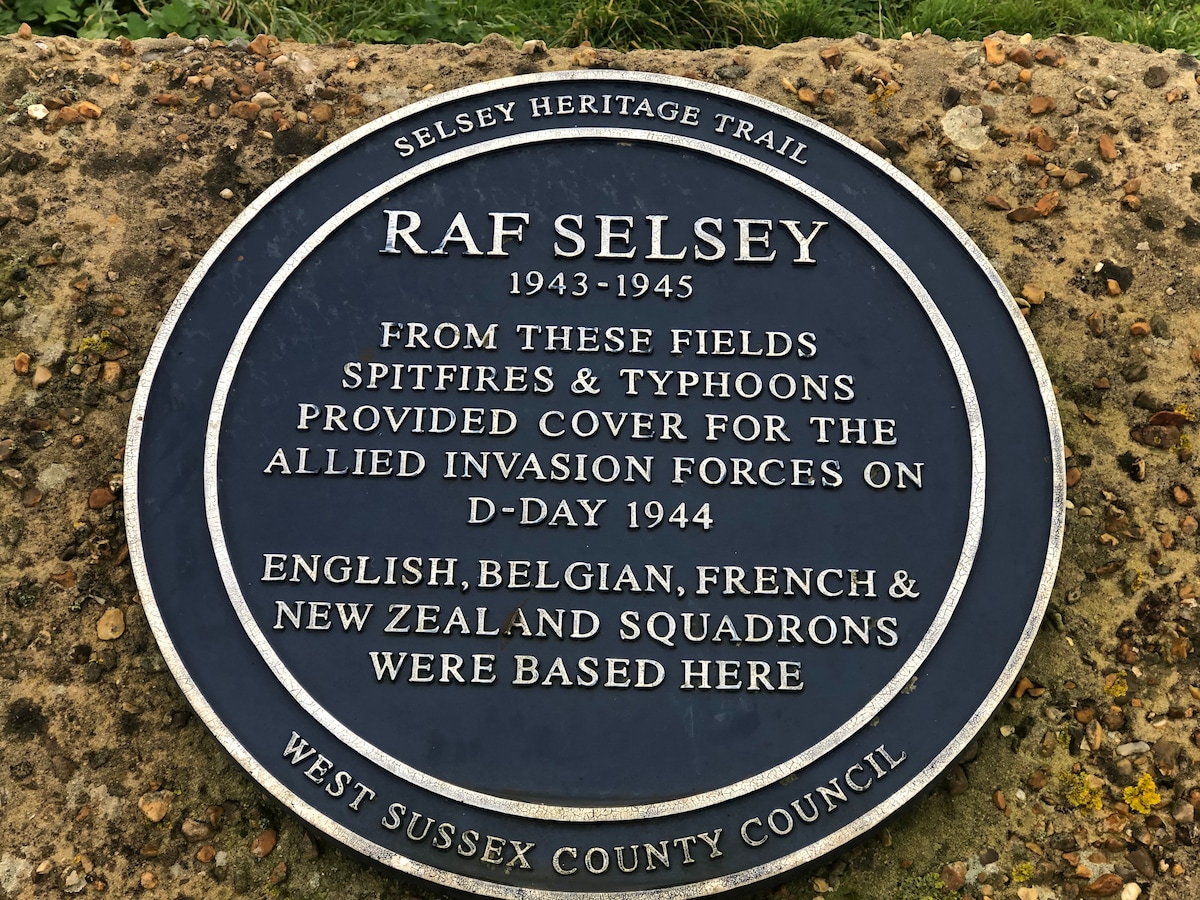 SELSEY HERITAGE TRAIL
RAF SELSEY
1943-1945
FROM THESE FIELDS
SPITFIRES & TYPHOONS
PROVIDED COVER FOR THE
ALLIED INVASION FORCES ON
D-DAY 1944
ENGLISH, BELGIAN, FRENCH &
NEW ZEALAND SQUADRONS
WERE BASED HERE
WEST SUSSEX COUNTY COUNCIL